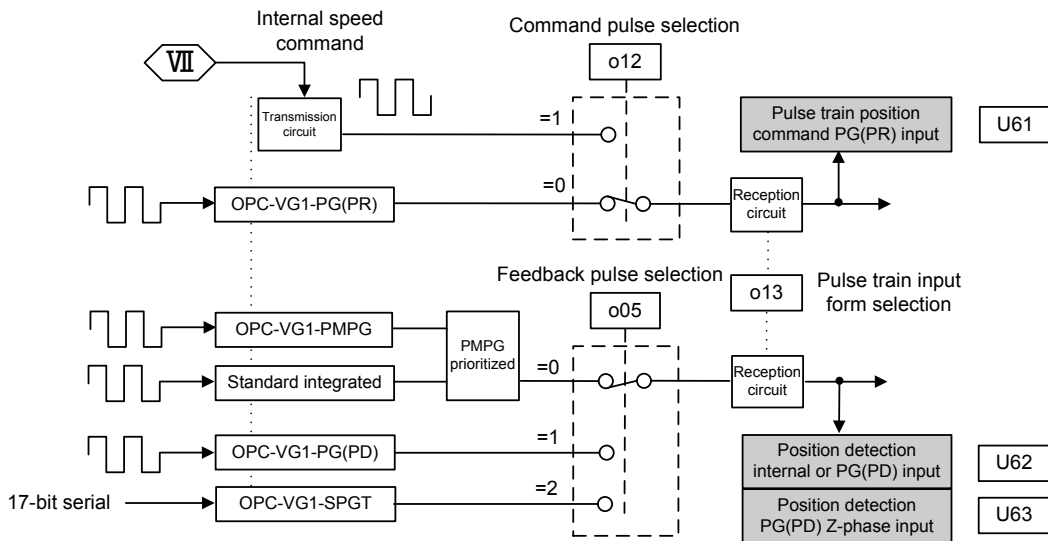 Internal speed
command
Command pulse selection
VII
o12
Transmission
circuit
=1
Pulse train position
command PG(PR) input
U61
=0
OPC-VG1-PG(PR)
Reception
circuit
Feedback pulse selection
o05
o13
Pulse train input
form selection
OPC-VG1-PMPG
PMPG
prioritized
=0
Standard integrated
Reception
circuit
=1
OPC-VG1-PG(PD)
Position detection
internal or PG(PD) input
U62
17-bit serial
OPC-VG1-SPGT
=2
Position detection
PG(PD) Z-phase input
U63